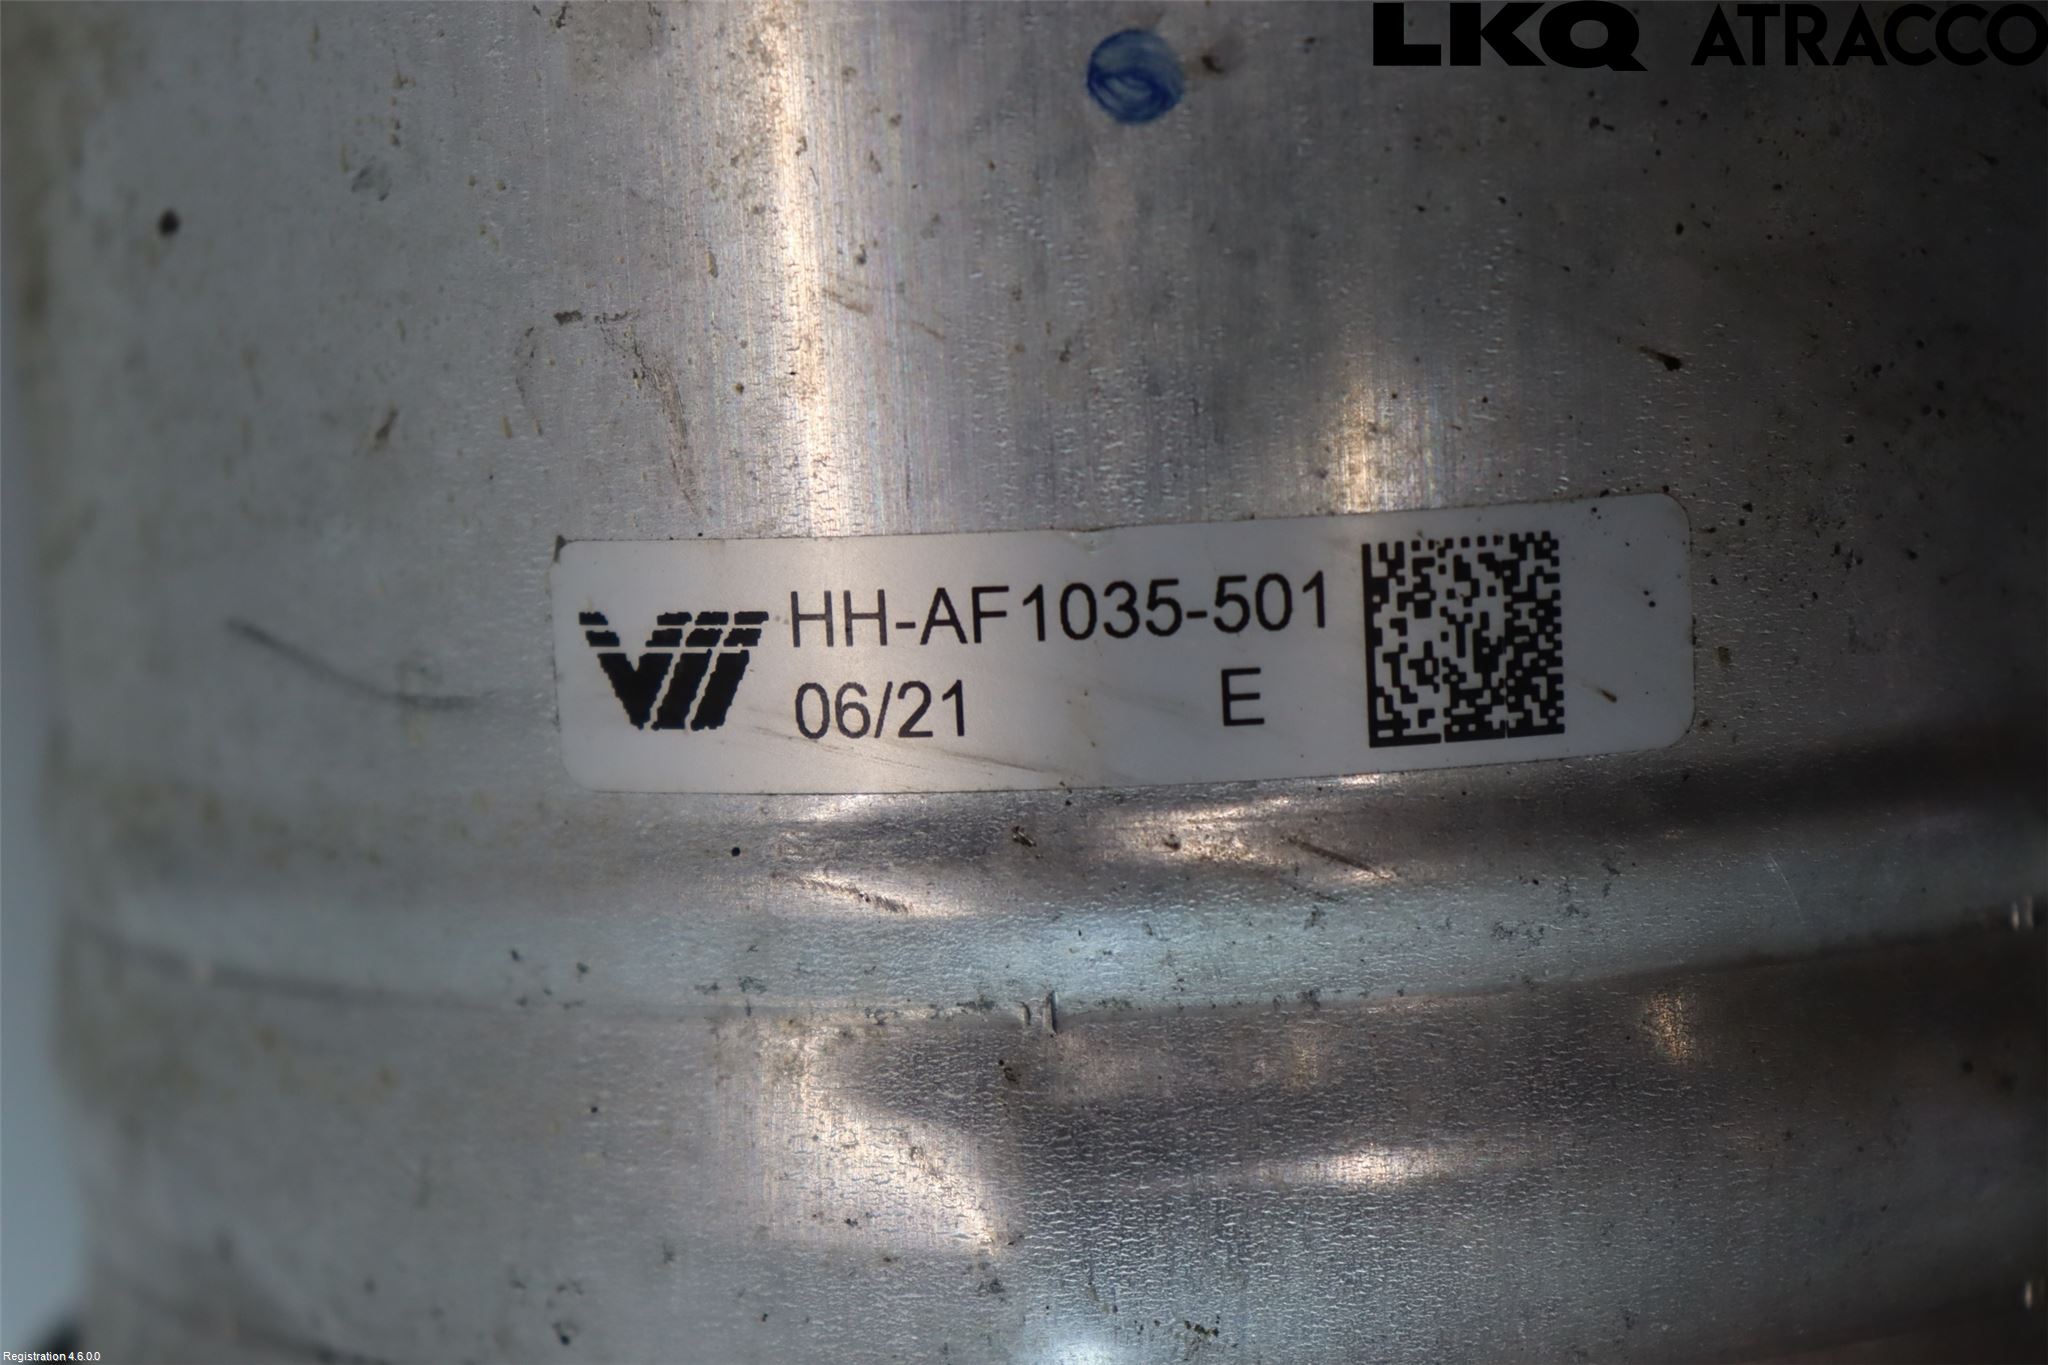 LKQ ATRACCO
HH-AF1035-501
06/21 E
Registration 4.6.0.0